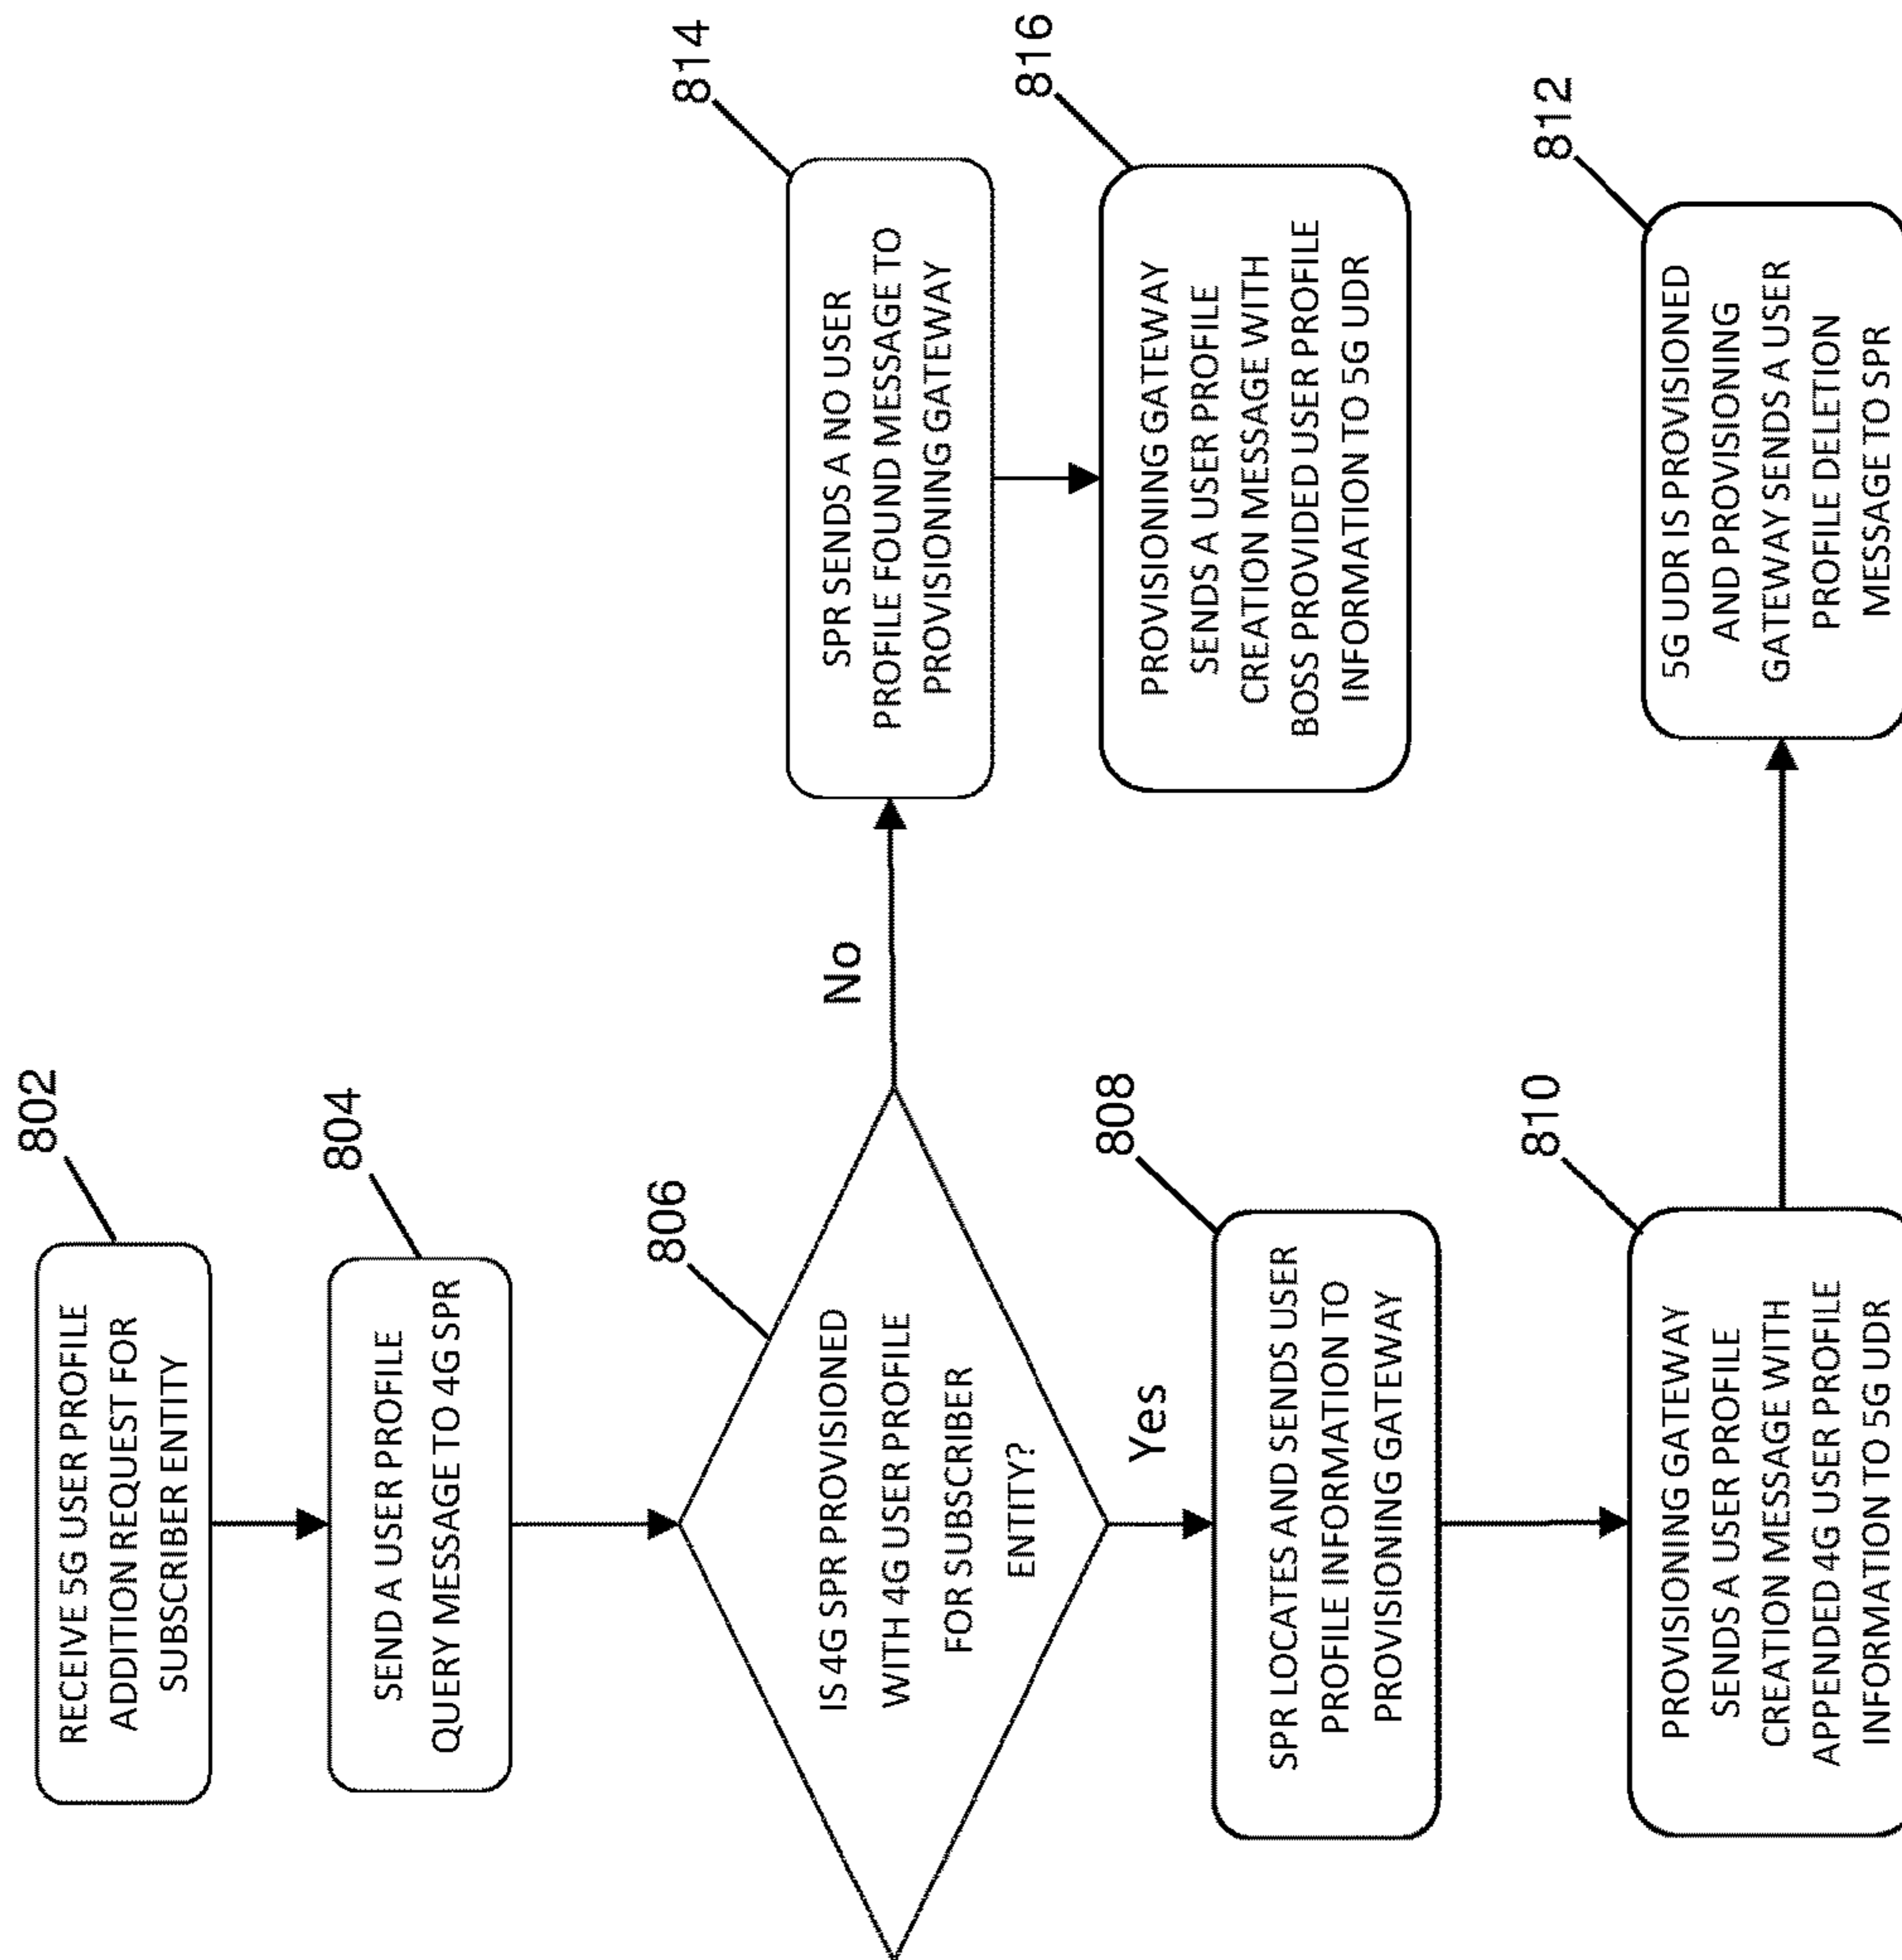 802
RECEIVE 5G USER PROFILE
ADDITION REQUEST FOR
SUBSCRIBER ENTITY
804
SEND A USER PROFILE
QUERY MESSAGE TO 4G SPR
806
IS 4G SPR PROVISIONED
WITH 4G USER PROFILE
FOR SUBSCRIBER
ENTITY?
No
814
SPR SENDS A NO USER
PROFILE FOUND MESSAGE TO
PROVISIONING GATEWAY
816
PROVISIONING GATEWAY
SENDS A USER PROFILE
CREATION MESSAGE WITH
BOSS PROVIDED USER PROFILE
INFORMATION TO 5G UDR
Yes
808
SPR LOCATES AND SENDS USER
PROFILE INFORMATION TO
PROVISIONING GATEWAY
810
PROVISIONING GATEWAY
SENDS A USER PROFILE
CREATION MESSAGE WITH
APPENDED 4G USER PROFILE
INFORMATION TO 5G UDR
812
5G UDR IS PROVISIONED
AND PROVISIONING
GATEWAY SENDS A USER
PROFILE DELETION
MESSAGE TO SPR